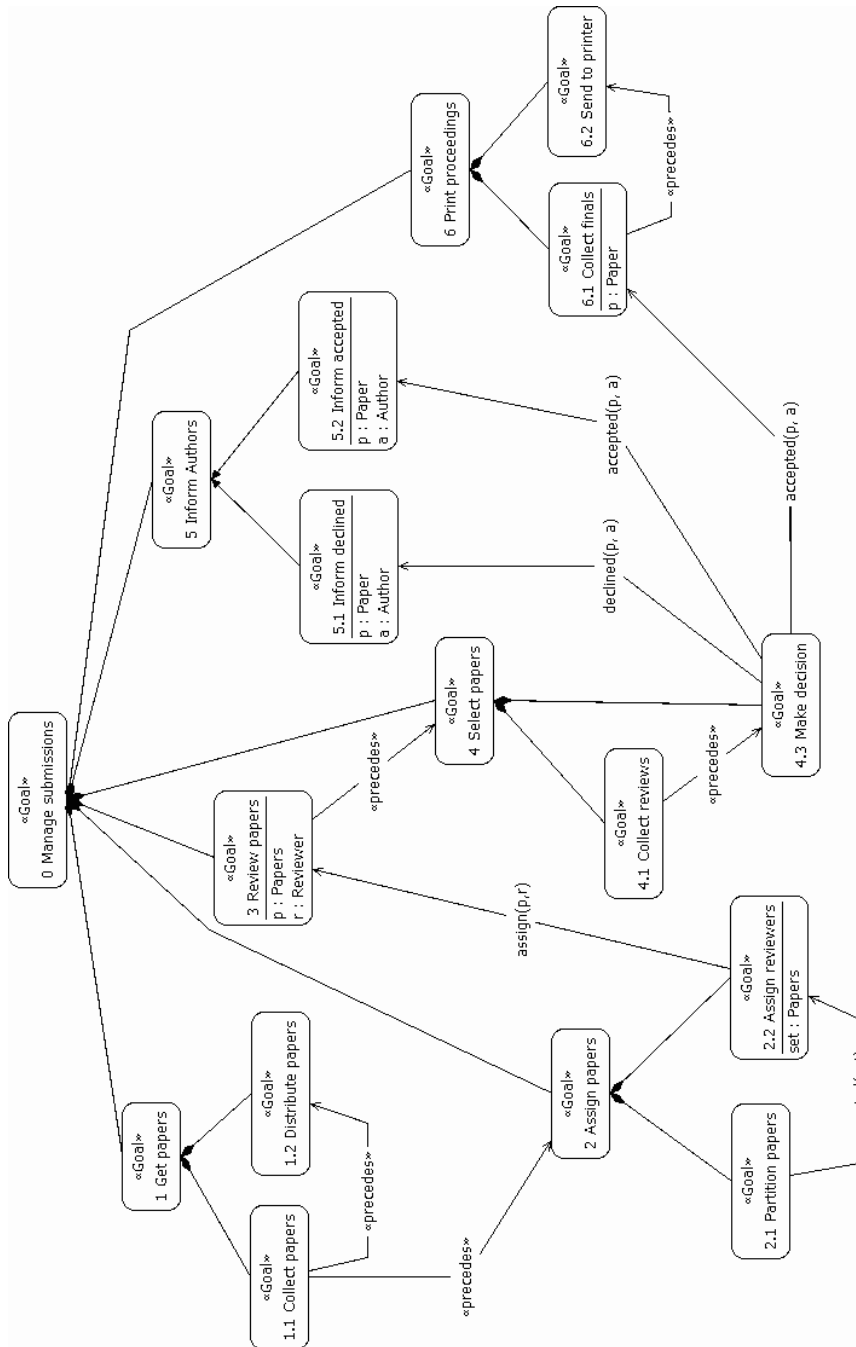 «Goal»
0 Manage submissions
«Goal»
1 Get papers
«Goal»
1.1 Collect papers
«Goal»
1.2 Distribute papers
«precedes»
«precedes»
«Goal»
2 Assign papers
«Goal»
2.1 Partition papers
«Goal»
2.2 Assign reviewers
set : Papers
assign(p,r)
«Goal»
3 Review papers
p : Papers
r : Reviewer
«precedes»
«Goal»
4 Select papers
«Goal»
4.1 Collect reviews
«precedes»
«Goal»
4.3 Make decision
declined(p, a)
accepted(p, a)
accepted(p, a)
«Goal»
5 Inform Authors
«Goal»
5.1 Inform declined
p : Paper
a : Author
«Goal»
5.2 Inform accepted
p : Paper
a : Author
«Goal»
6 Print proceedings
«Goal»
6.1 Collect finals
p : Paper
«Goal»
6.2 Send to printer
«precedes»